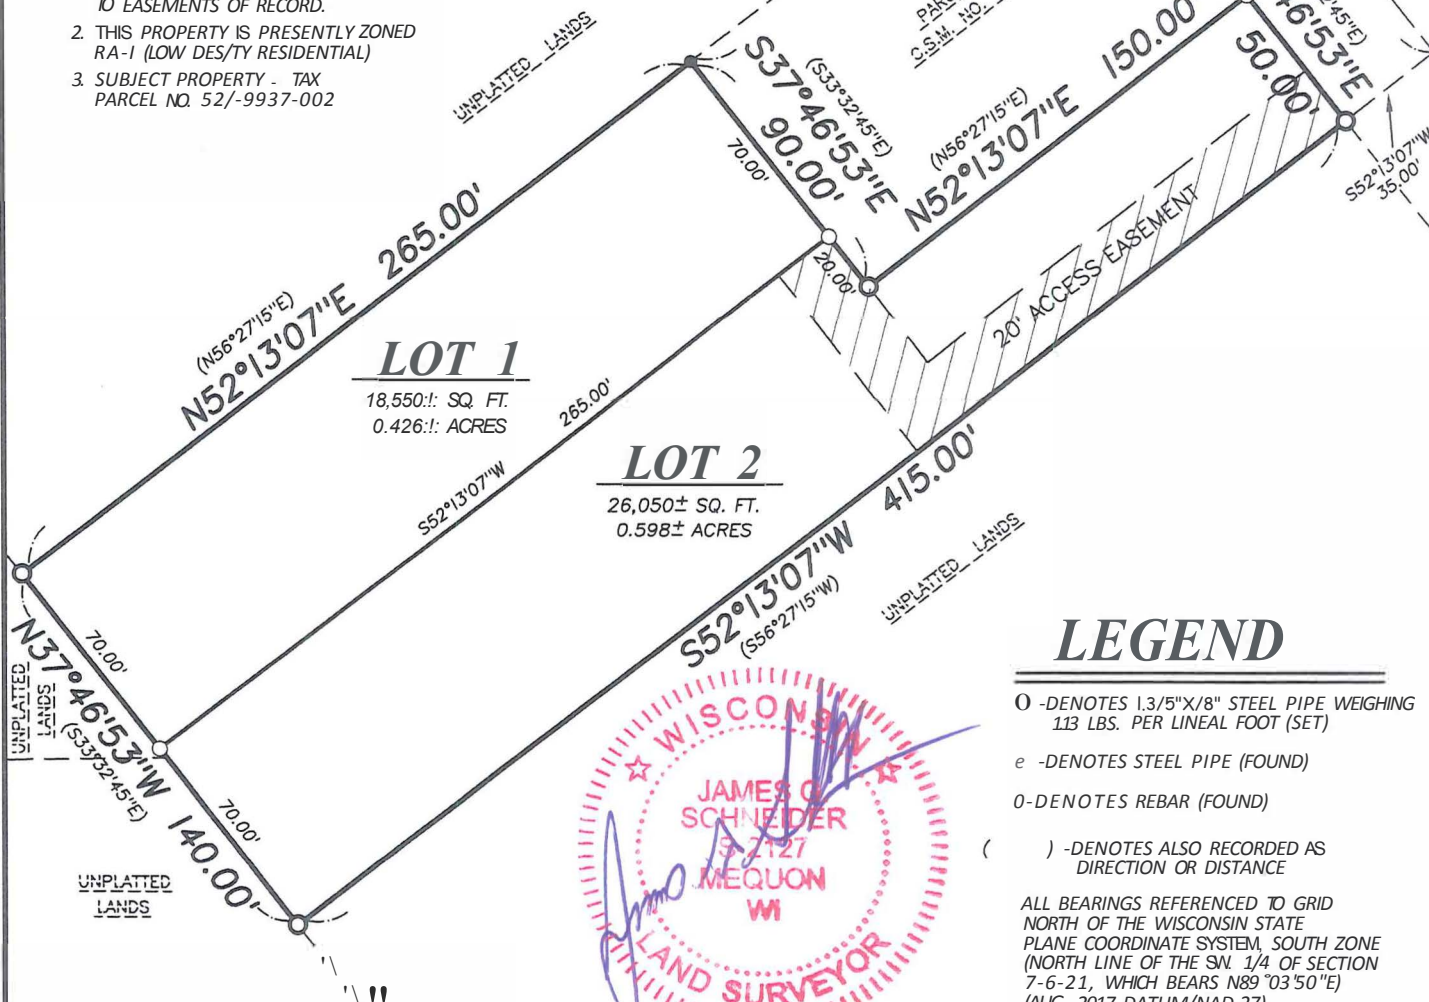 TO EASEMENTS OF RECORD.
2. THIS PROPERTY IS PRESENTLY ZONED
RA-I (LOW DES/TY RESIDENTIAL)
3. SUBJECT PROPERTY - TAX
PARCEL NO. 52/-9937-002
UNPLATTED LANDS
C.S.M. NO.
S37°46'53"E
(S33°32'45"E)
90.00'
70.00'
20.00'
150.00
(N56°27'15"E)
N52°13'07"E
46'53"E
50.00'
S52°13'07"W
35.00'
20' ACCESS EASEMENT
265.00'
(N56°27'15"E)
N52°13'07"E
LOT 1
18,550:!: SQ. FT.
0.426:!: ACRES
265.00'
S52°13'07"W
LOT 2
26,050± SQ. FT.
0.598± ACRES
415.00'
S52°13'07"W
(S56°27'15"W)
UNPLATTED LANDS
70.00'
N37°46'53"W
(S33°32'45"E)
140.00'
70.00'
UNPLATTED
LANDS
UNPLATTED
LANDS
WISCONSIN
JAMES G
SCHNEIDER
S-2127
MEQUON
WI
LAND SURVEYOR
LEGEND
O -DENOTES 1.3/5"X/8" STEEL PIPE WEIGHING
1.13 LBS. PER LINEAL FOOT (SET)
e -DENOTES STEEL PIPE (FOUND)
0-DENOTES REBAR (FOUND)
( ) -DENOTES ALSO RECORDED AS
DIRECTION OR DISTANCE
ALL BEARINGS REFERENCED TO GRID
NORTH OF THE WISCONSIN STATE
PLANE COORDINATE SYSTEM, SOUTH ZONE
(NORTH LINE OF THE SW. 1/4 OF SECTION
7-6-21, WHICH BEARS N89°03'50"E)
(AUG. 2017 DATUM/NAD 27)